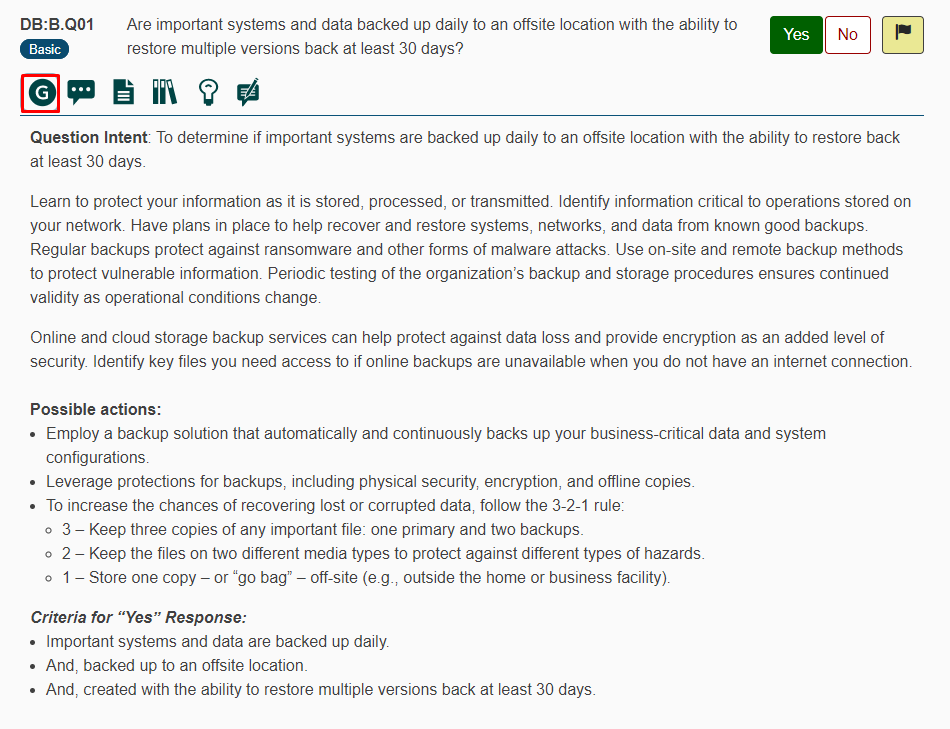 DB:B.Q01
Basic
Are important systems and data backed up daily to an offsite location with the ability to
restore multiple versions back at least 30 days?
Yes
No
G
Question Intent: To determine if important systems are backed up daily to an offsite location with the ability to restore back
at least 30 days.
Learn to protect your information as it is stored, processed, or transmitted. Identify information critical to operations stored on
your network. Have plans in place to help recover and restore systems, networks, and data from known good backups.
Regular backups protect against ransomware and other forms of malware attacks. Use on-site and remote backup methods
to protect vulnerable information. Periodic testing of the organization’s backup and storage procedures ensures continued
validity as operational conditions change.
Online and cloud storage backup services can help protect against data loss and provide encryption as an added level of
security. Identify key files you need access to if online backups are unavailable when you do not have an internet connection.
Possible actions:
• Employ a backup solution that automatically and continuously backs up your business-critical data and system
configurations.
• Leverage protections for backups, including physical security, encryption, and offline copies.
• To increase the chances of recovering lost or corrupted data, follow the 3-2-1 rule:
◦ 3 – Keep three copies of any important file: one primary and two backups.
◦ 2 – Keep the files on two different media types to protect against different types of hazards.
◦ 1 – Store one copy – or “go bag” – off-site (e.g., outside the home or business facility).
Criteria for “Yes” Response:
• Important systems and data are backed up daily.
• And, backed up to an offsite location.
• And, created with the ability to restore multiple versions back at least 30 days.